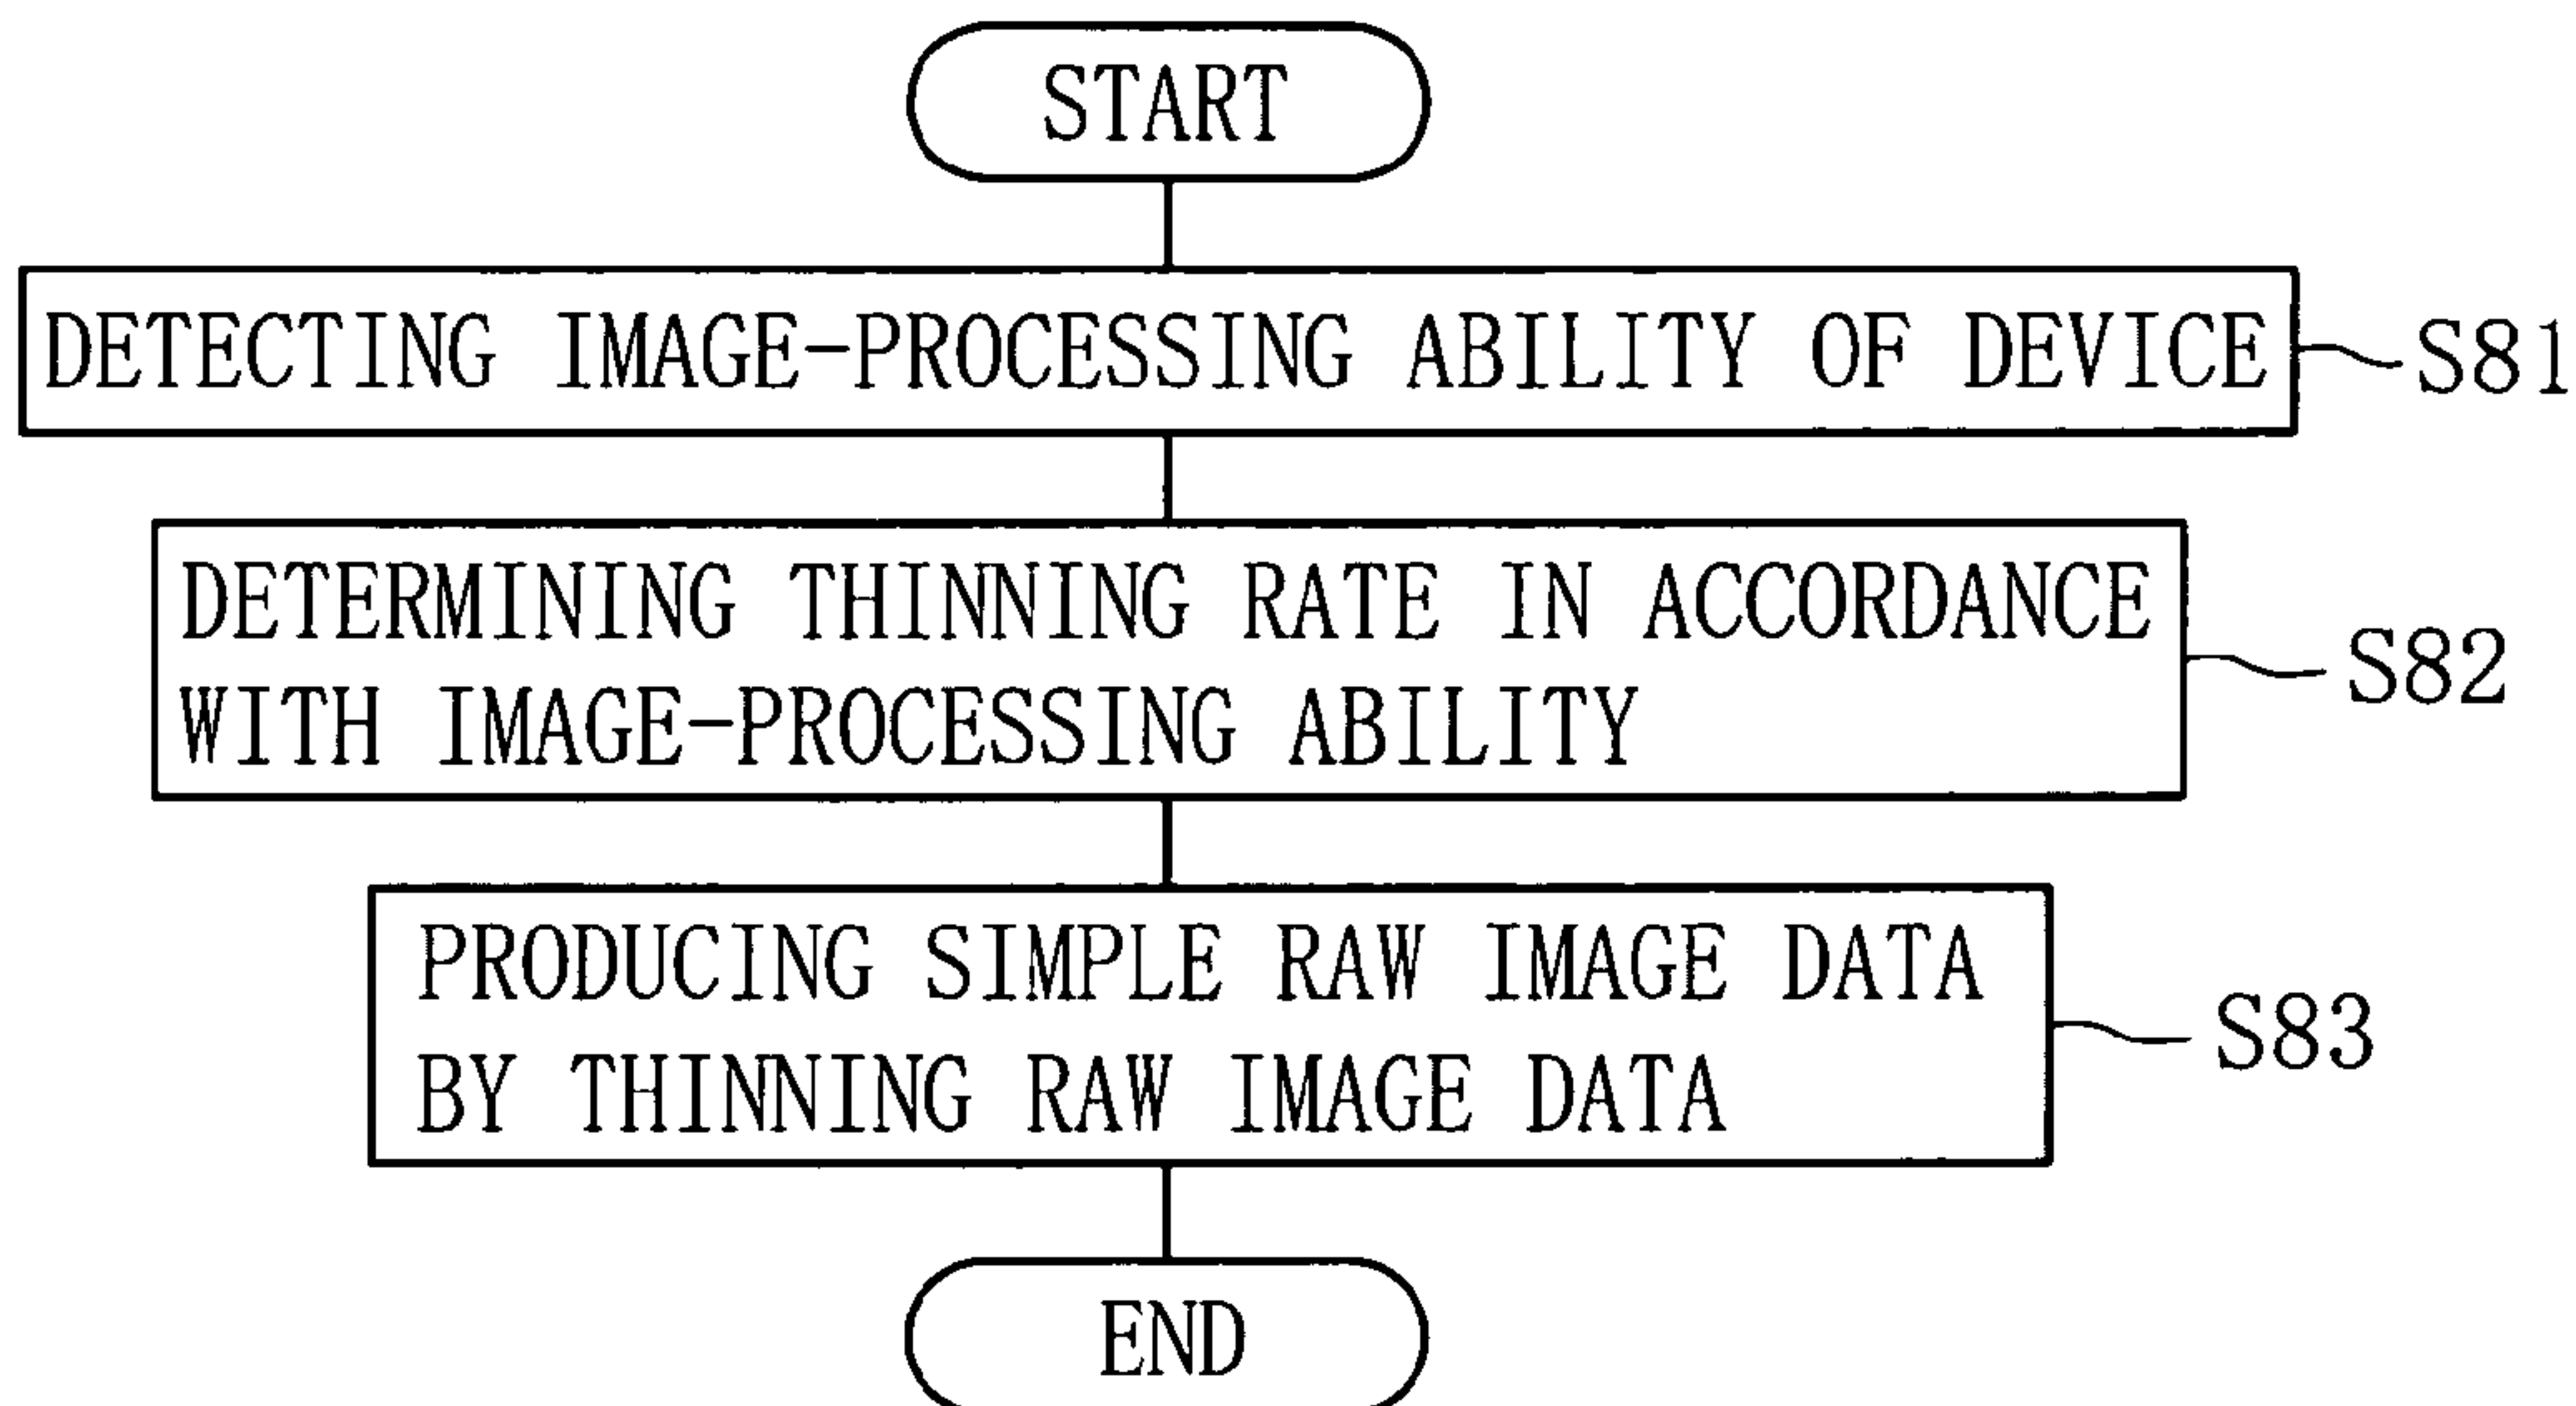 START
DETECTING IMAGE-PROCESSING ABILITY OF DEVICE
S81
DETERMINING THINNING RATE IN ACCORDANCE
WITH IMAGE-PROCESSING ABILITY
S82
PRODUCING SIMPLE RAW IMAGE DATA
BY THINNING RAW IMAGE DATA
S83
END